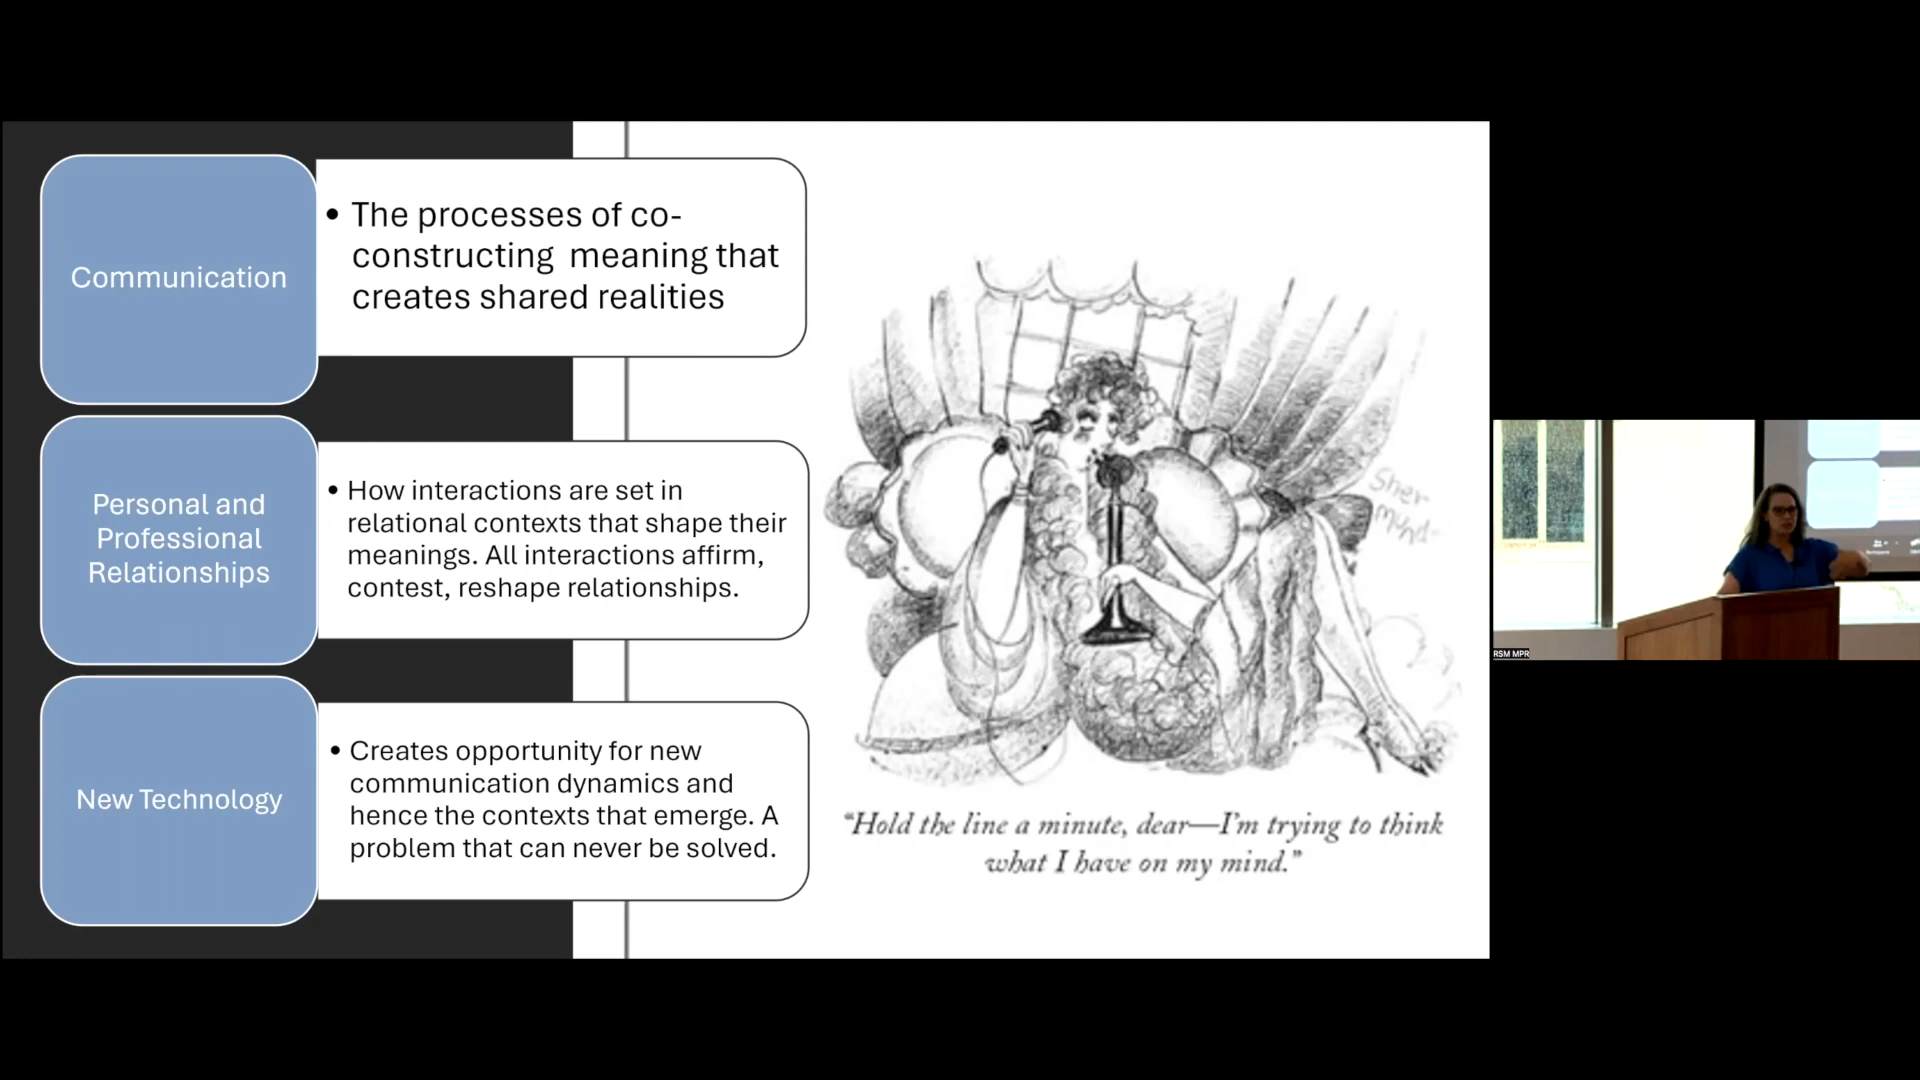 Communication
• The processes of co-
constructing  meaning that
creates shared realities
Personal and
Professional
Relationships
• How interactions are set in
relational contexts that shape their
meanings. All interactions affirm,
contest, reshape relationships.
New Technology
• Creates opportunity for new
communication dynamics and
hence the contexts that emerge. A
problem that can never be solved.
Sher
mund-
“Hold the line a minute, dear—I’m trying to think
what I have on my mind.”
RSM MPR